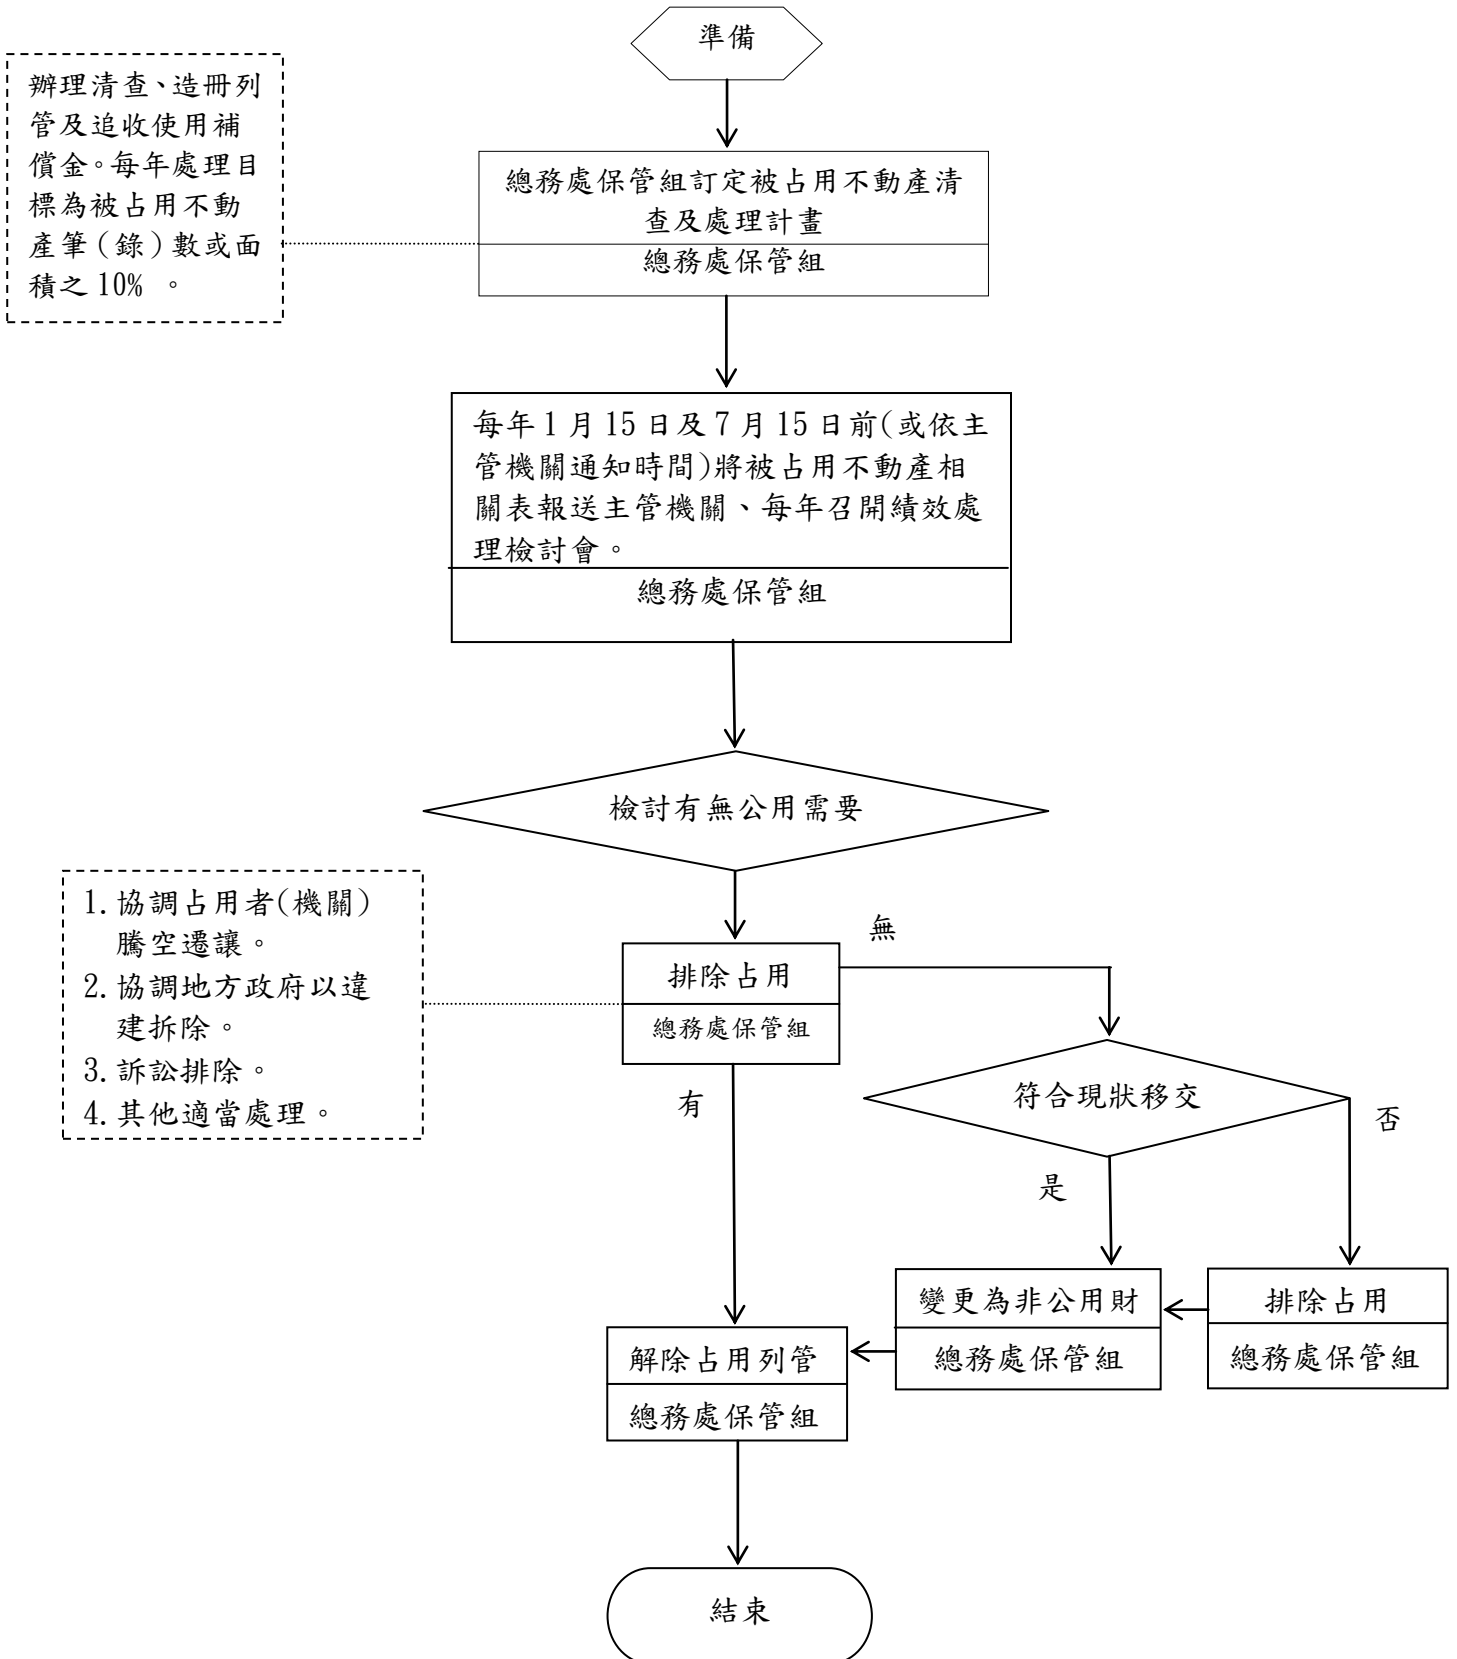 準備
辦理清查、造冊列
管及追收使用補
償金。每年處理目
標為被占用不動
產筆(錄)數或面
積之10% 。
總務處保管組訂定被占用不動產清
查及處理計畫
總務處保管組
每年1月15日及7月15日前(或依主
管機關通知時間)將被占用不動產相
關表報送主管機關、每年召開績效處
理檢討會。
總務處保管組
檢討有無公用需要
1.協調占用者(機關)
騰空遷讓。
2.協調地方政府以違
建拆除。
3.訴訟排除。
4.其他適當處理。
排除占用
總務處保管組
無
有
符合現狀移交
否
是
變更為非公用財
總務處保管組
排除占用
總務處保管組
解除占用列管
總務處保管組
結束